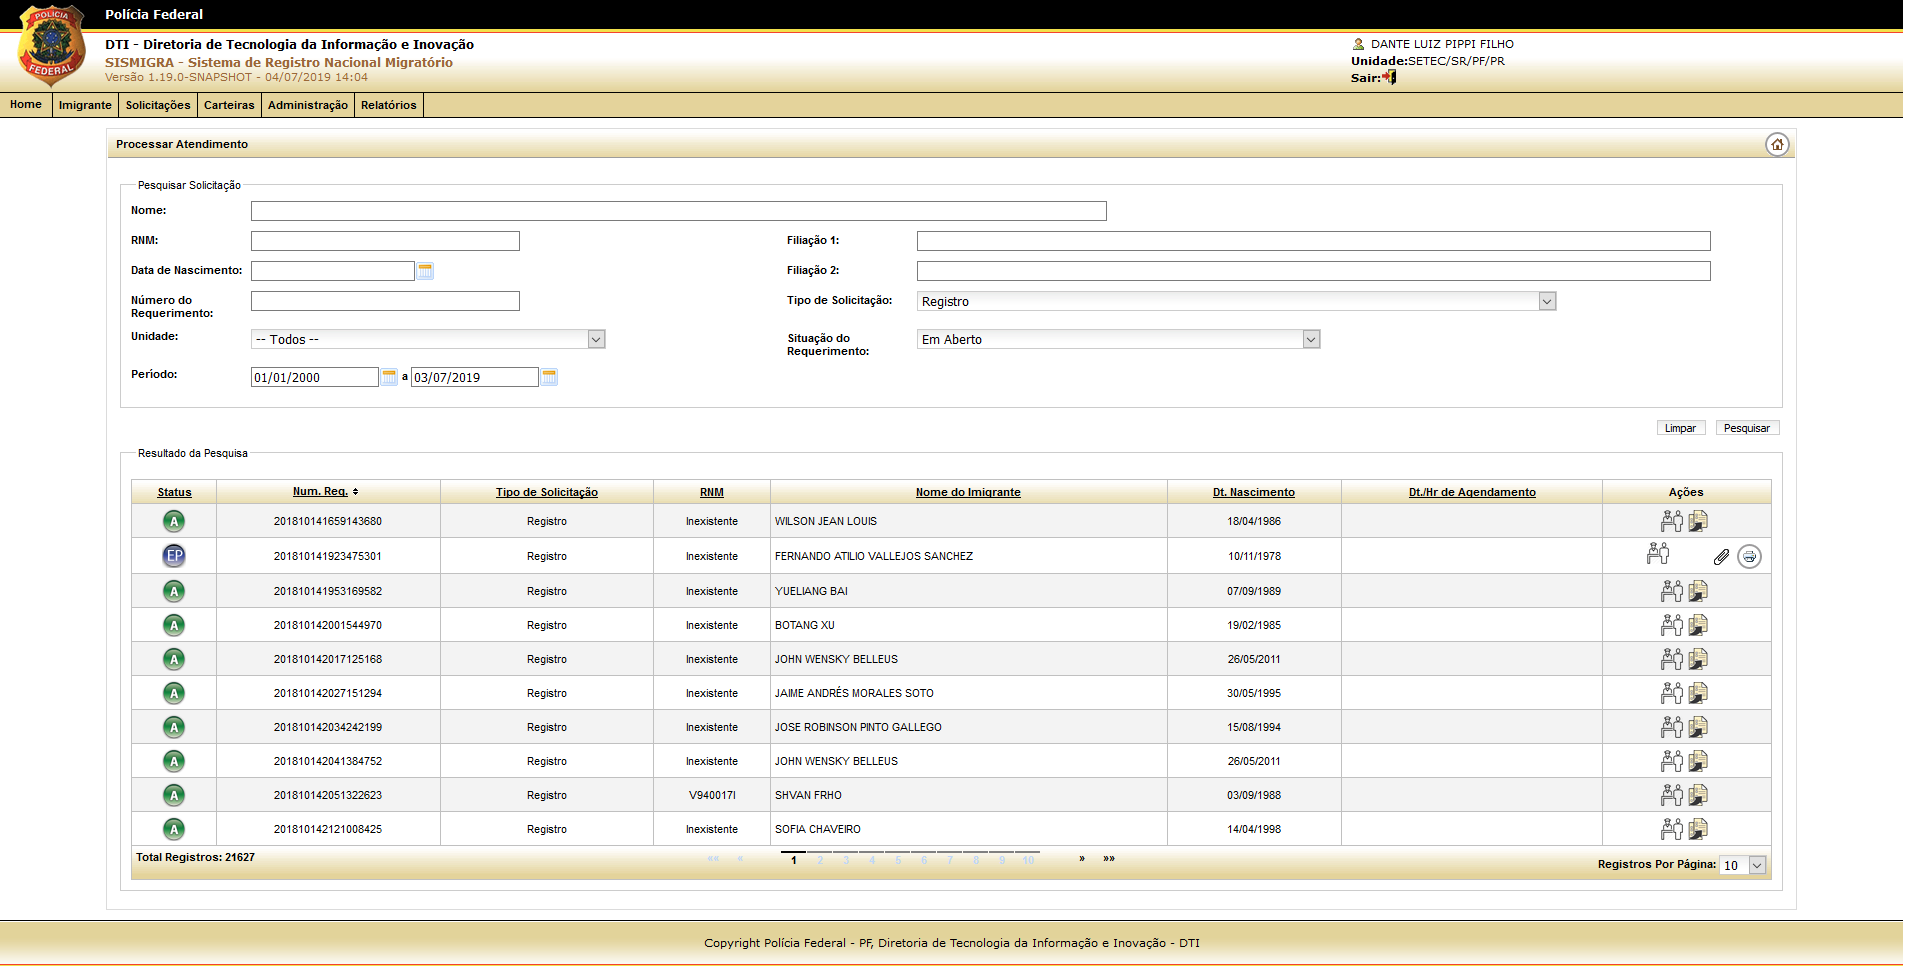 Polícia Federal
POLÍCIA
FEDERAL
DTI - Diretoria de Tecnologia da Informação e Inovação
SISMIGRA - Sistema de Registro Nacional Migratório
Versão 1.19.0-SNAPSHOT - 04/07/2019 14:04
DANTE LUIZ PIPPI FILHO
Unidade:SETEC/SR/PF/PR
Sair:
Home Imigrante Solicitações Carteiras Administração Relatórios
Processar Atendimento
Pesquisar Solicitação
Nome:
RNM: Filiação 1:
Data de Nascimento: Filiação 2:
Número do Requerimento: Tipo de Solicitação: Registro
Unidade: -- Todos -- Situação do Requerimento: Em Aberto
Período: 01/01/2000 a 03/07/2019
Limpar Pesquisar
Resultado da Pesquisa
Status Num. Req. Tipo de Solicitação RNM Nome do Imigrante Dt. Nascimento Dt./Hr de Agendamento Ações
A 201810141659143680 Registro Inexistente WILSON JEAN LOUIS 18/04/1986
EP 201810141923475301 Registro Inexistente FERNANDO ATILIO VALLEJOS SANCHEZ 10/11/1978
A 201810141953169582 Registro Inexistente YUELIANG BAI 07/09/1989
A 201810142001544970 Registro Inexistente BOTANG XU 19/02/1985
A 201810142017125168 Registro Inexistente JOHN WENSKY BELLEUS 26/05/2011
A 201810142027151294 Registro Inexistente JAIME ANDRÉS MORALES SOTO 30/05/1995
A 201810142034242199 Registro Inexistente JOSE ROBINSON PINTO GALLEGO 15/08/1994
A 201810142041384752 Registro Inexistente JOHN WENSKY BELLEUS 26/05/2011
A 201810142051322623 Registro V940017I SHVAN FRHO 03/09/1988
A 201810142121008425 Registro Inexistente SOFIA CHAVEIRO 14/04/1998
Total Registros: 21627 «« « 1 2 3 4 5 6 7 8 9 10 » »» Registros Por Página: 10
Copyright Polícia Federal - PF, Diretoria de Tecnologia da Informação e Inovação - DTI